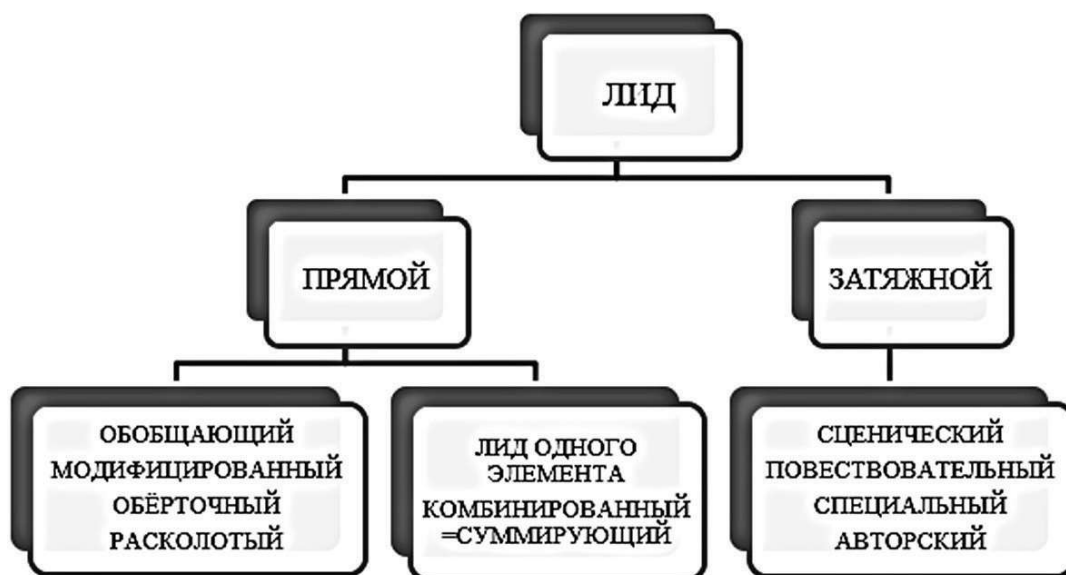 ЛИД
ПРЯМОЙ
ЗАТЯЖНОЙ
ОБОБЩАЮЩИЙ
МОДИФИЦИРОВАННЫЙ
ОБЁРТОЧНЫЙ
РАСКОЛОТЫЙ
ЛИД ОДНОГО
ЭЛЕМЕНТА
КОМБИНИРОВАННЫЙ
=СУММИРУЮЩИЙ
СЦЕНИЧЕСКИЙ
ПОВЕСТВОВАТЕЛЬНЫЙ
СПЕЦИАЛЬНЫЙ
АВТОРСКИЙ